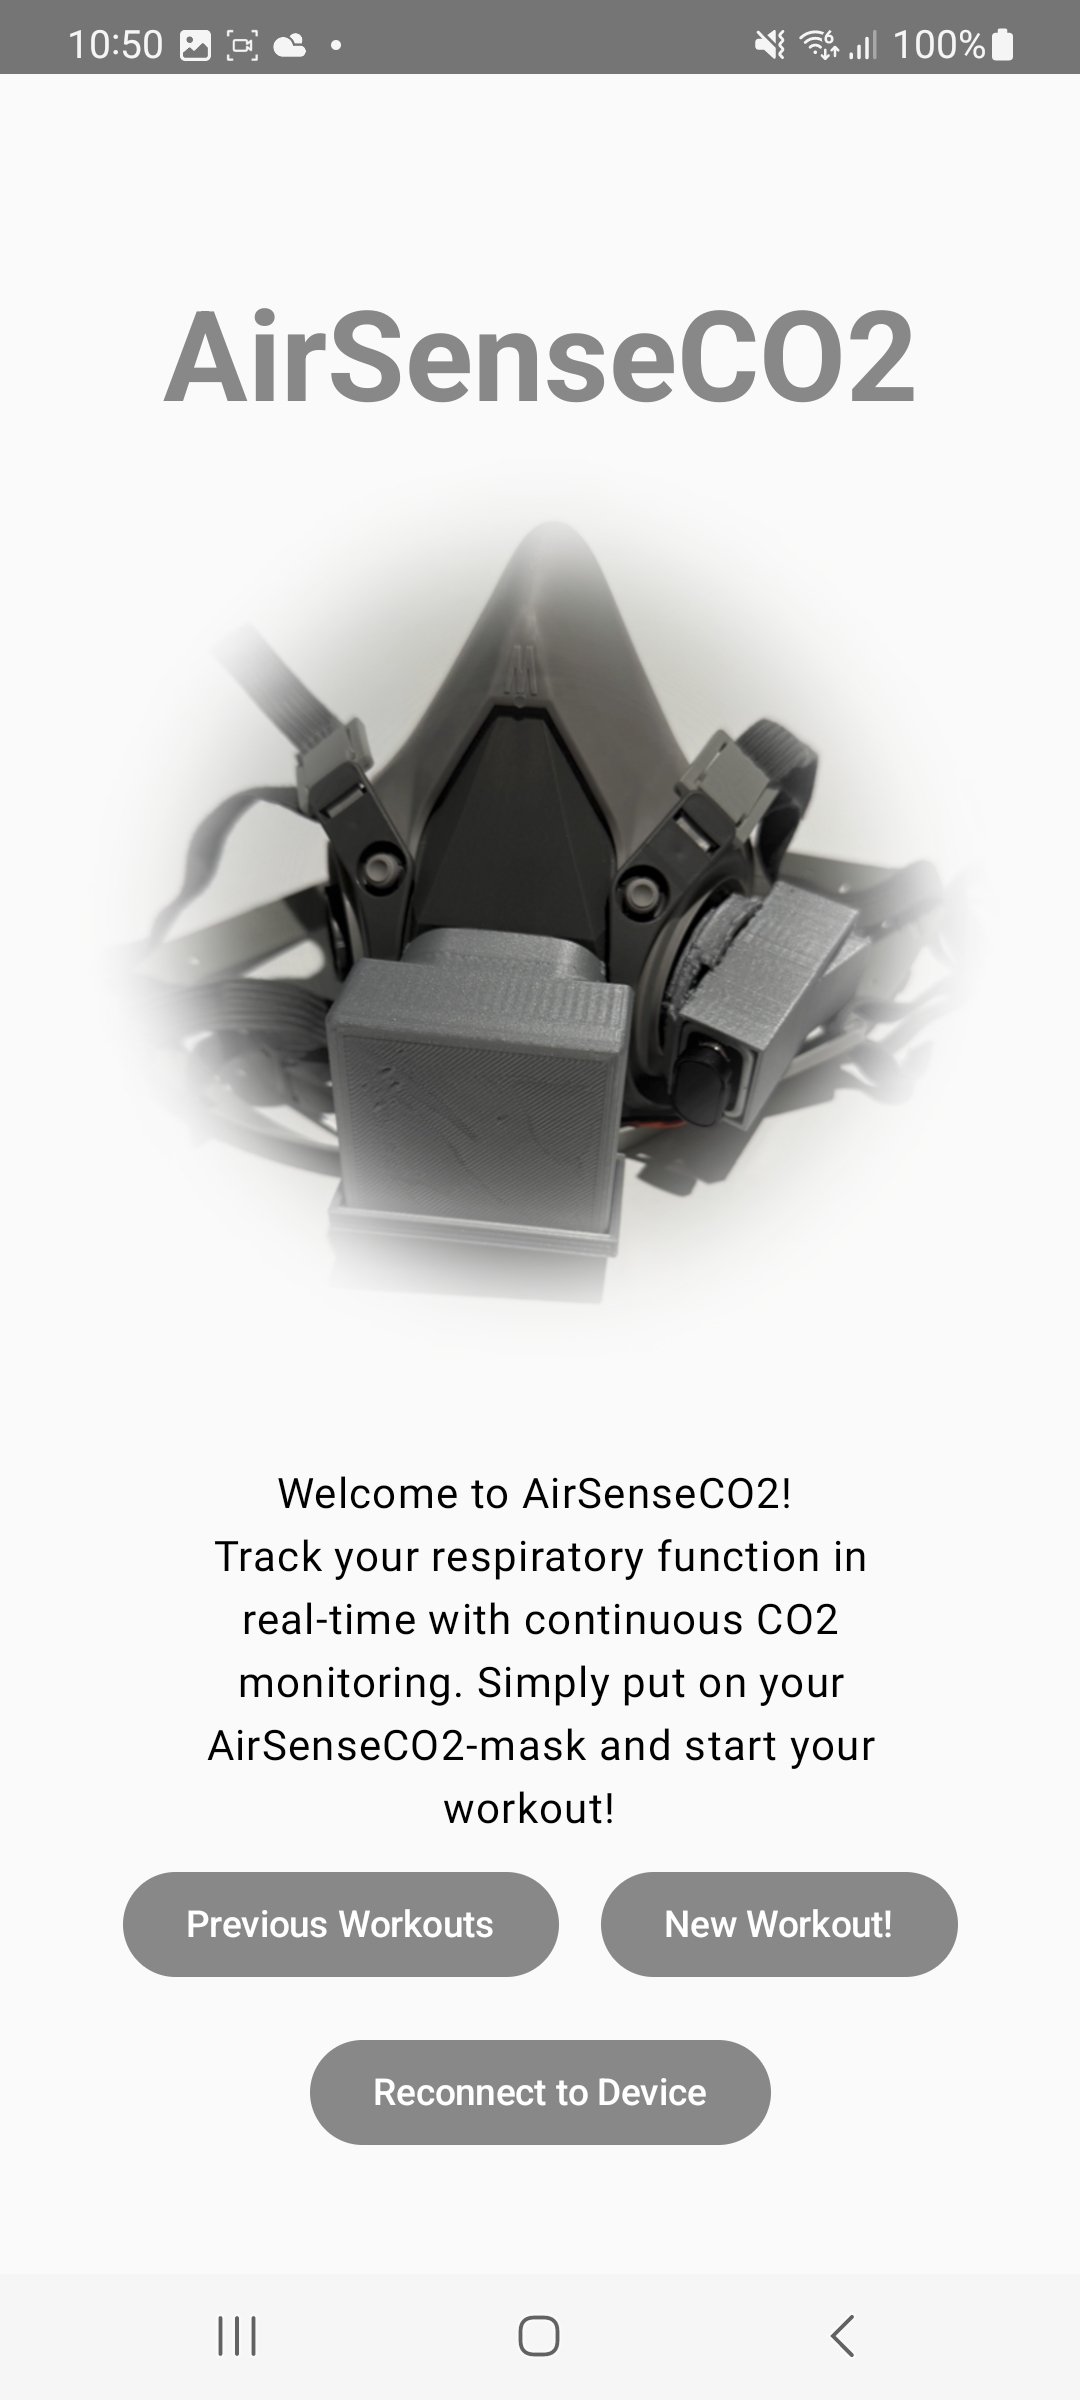 10:50 100%
AirSenseCO2
Welcome to AirSenseCO2!
Track your respiratory function in
real-time with continuous CO2
monitoring. Simply put on your
AirSenseCO2-mask and start your
workout!
Previous Workouts New Workout!
Reconnect to Device